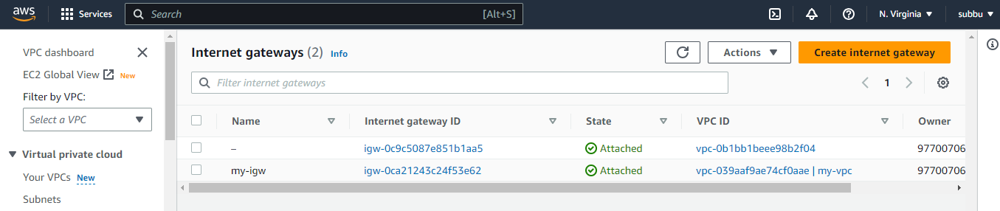 aws Services Search [Alt+S] N. Virginia subbu
VPC dashboard
EC2 Global View New
Filter by VPC:
Select a VPC
Virtual private cloud
Your VPCs New
Subnets
Internet gateways (2) Info Actions Create internet gateway
Filter internet gateways 1
Name Internet gateway ID State VPC ID Owner
– igw-0c9c5087e851b1aa5 Attached vpc-0b1bb1beee98b2f04 97700706
my-igw igw-0ca21243c24f53e62 Attached vpc-039aaf9ae74cf0aae | my-vpc 97700706